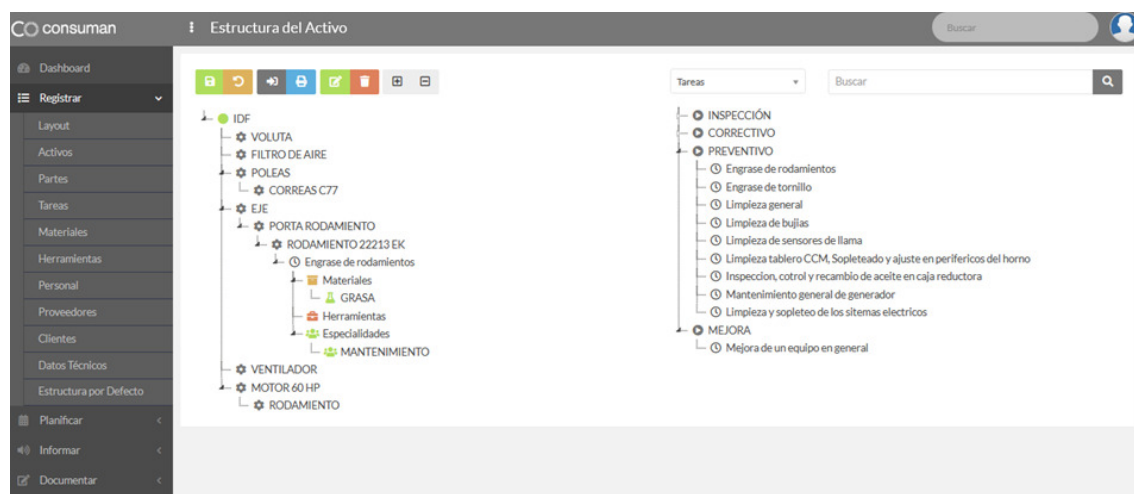 consuman
Estructura del Activo
Buscar
Dashboard
Registrar
Layout
Activos
Partes
Tareas
Materiales
Herramientas
Personal
Proveedores
Clientes
Datos Técnicos
Estructura por Defecto
Planificar
Informar
Documentar
IDF
VOLUTA
FILTRO DE AIRE
POLEAS
CORREAS C77
EJE
PORTA RODAMIENTO
RODAMIENTO 22213 EK
Engrase de rodamientos
Materiales
GRASA
Herramientas
Especialidades
MANTENIMIENTO
VENTILADOR
MOTOR 60 HP
RODAMIENTO
Tareas
Buscar
INSPECCIÓN
CORRECTIVO
PREVENTIVO
Engrase de rodamientos
Engrase de tornillo
Limpieza general
Limpieza de bujias
Limpieza de sensores de llama
Limpieza tablero CCM, Sopleteado y ajuste en perifericos del horno
Inspeccion, cotrol y recambio de aceite en caja reductora
Mantenimiento general de generador
Limpieza y sopleteo de los sitemas electricos
MEJORA
Mejora de un equipo en general